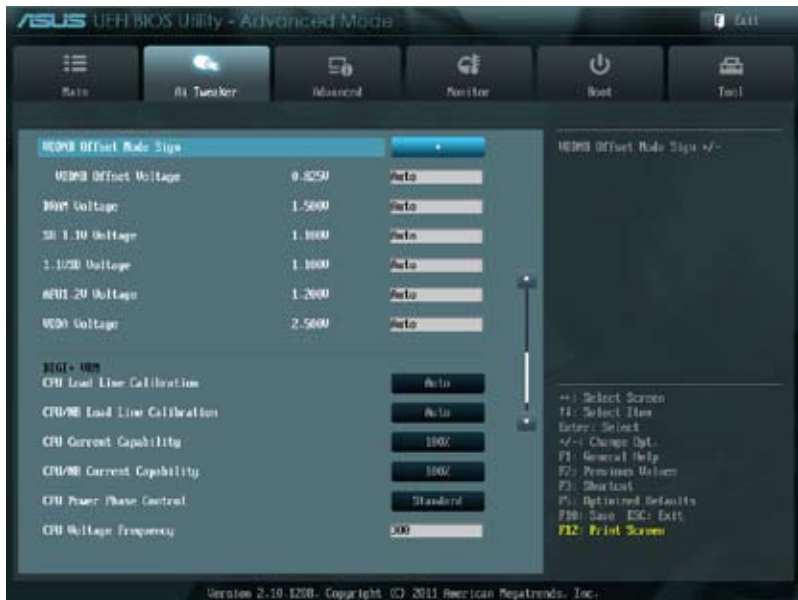 ASUS UEFI BIOS Utility - Advanced Mode
Exit
Main
Ai Tweaker
Advanced
Monitor
Boot
Tool
VDDNB Offset Mode Sign
VDDNB Offset Mode Sign +/-
VDDNB Offset Voltage 0.825V Auto
DRAM Voltage 1.500V Auto
SB 1.1V Voltage 1.100V Auto
1.1VSB Voltage 1.100V Auto
APU1.2V Voltage 1.200V Auto
VDDA Voltage 2.500V Auto
DIGI+ VRM
CPU Load Line Calibration Auto
CPU/NB Load Line Calibration Auto
CPU Current Capability 100%
CPU/NB Current Capability 100%
CPU Power Phase Control Standard
CPU Voltage Frequency 300
→←: Select Screen
↑↓: Select Item
Enter: Select
+/-: Change Opt.
F1: General Help
F2: Previous Values
F3: Shortcut
F5: Optimized Defaults
F10: Save ESC: Exit
F12: Print Screen
Version 2.10.1208. Copyright (C) 2011 American Megatrends, Inc.